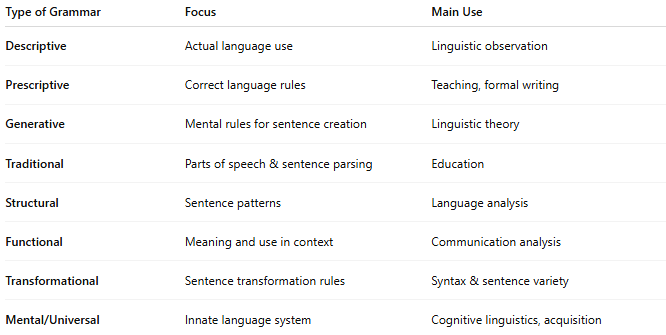 Type of Grammar Focus Main Use
Descriptive Actual language use Linguistic observation
Prescriptive Correct language rules Teaching, formal writing
Generative Mental rules for sentence creation Linguistic theory
Traditional Parts of speech & sentence parsing Education
Structural Sentence patterns Language analysis
Functional Meaning and use in context Communication analysis
Transformational Sentence transformation rules Syntax & sentence variety
Mental/Universal Innate language system Cognitive linguistics, acquisition